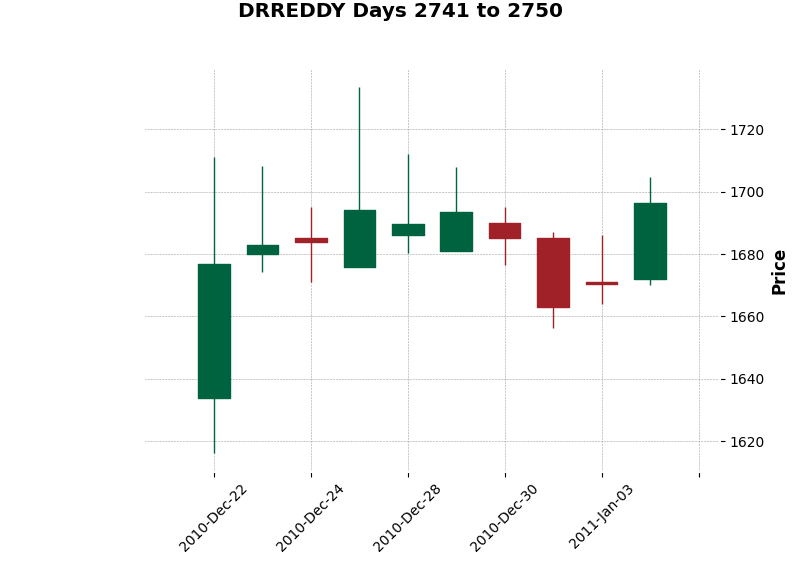 DRREDDY Days 2741 to 2750
1720
1700
1680
1660
1640
1620
Price
2010-Dec-22
2010-Dec-24
2010-Dec-28
2010-Dec-30
2011-Jan-03